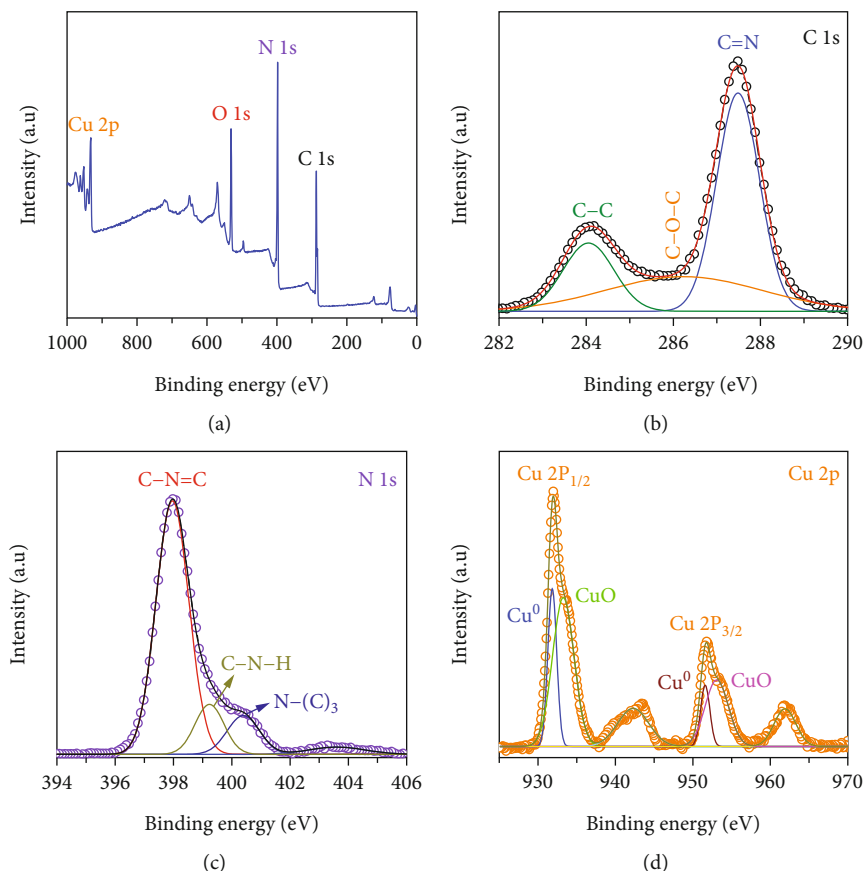 N 1s
O 1s
Cu 2p
C 1s
Intensity (a.u)
1000 800 600 400 200 0
Binding energy (eV)
(a)
C=N
C 1s
C–C
C–O–C
Intensity (a.u)
282 284 286 288 290
Binding energy (eV)
(b)
C–N=C
N 1s
C–N–H
N–(C)₃
Intensity (a.u)
394 396 398 400 402 404 406
Binding energy (eV)
(c)
Cu 2P₁/₂
Cu 2p
Cu⁰
CuO
Cu 2P₃/₂
Cu⁰
CuO
Intensity (a.u)
930 940 950 960 970
Binding energy (eV)
(d)